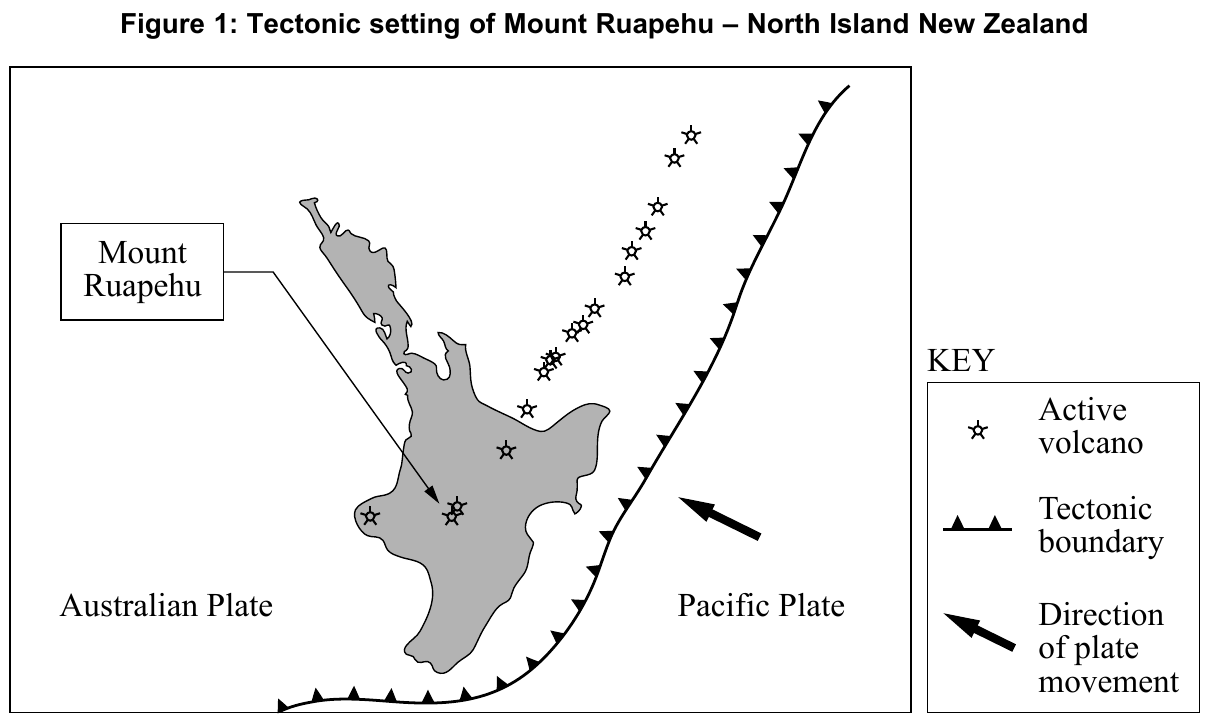 Figure 1: Tectonic setting of Mount Ruapehu – North Island New Zealand
Mount
Ruapehu
Australian Plate
Pacific Plate
KEY
Active
volcano
Tectonic
boundary
Direction
of plate
movement